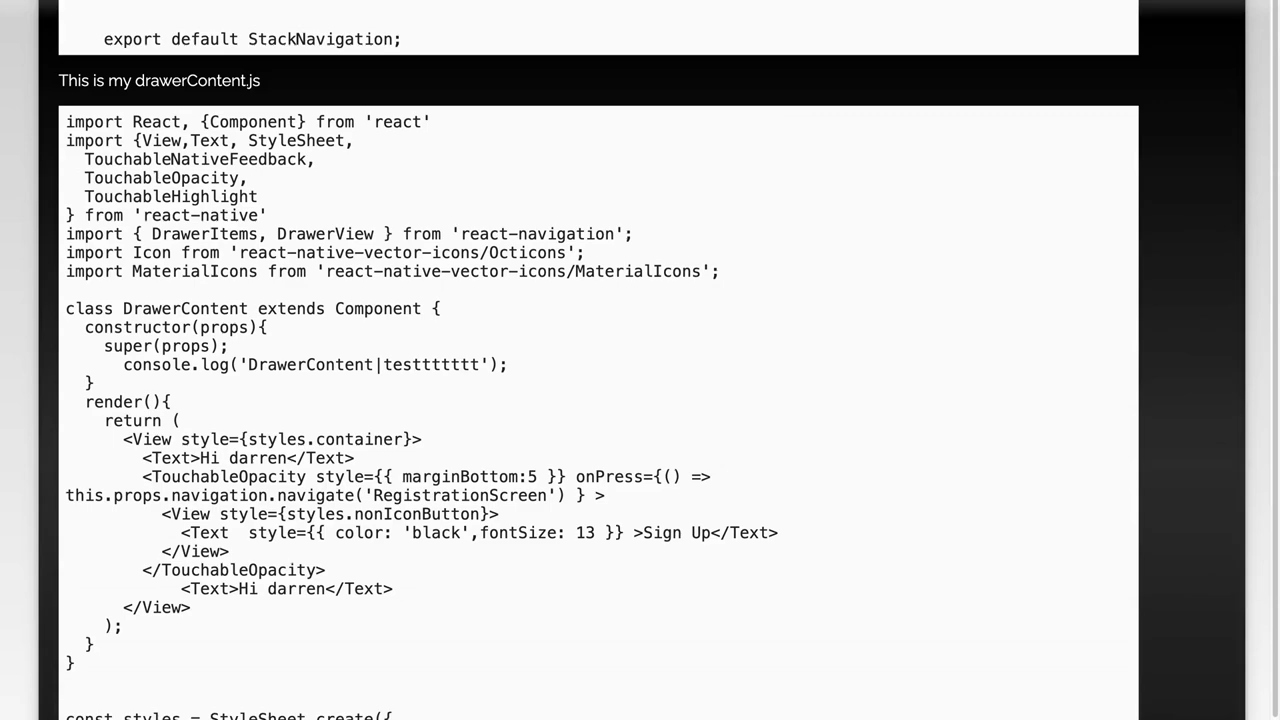 export default StackNavigation;
This is my drawerContent.js
import React, {Component} from 'react'
import {View,Text, StyleSheet,
TouchableNativeFeedback,
TouchableOpacity,
TouchableHighlight
} from 'react-native'
import { DrawerItems, DrawerView } from 'react-navigation';
import Icon from 'react-native-vector-icons/Octicons';
import MaterialIcons from 'react-native-vector-icons/MaterialIcons';
class DrawerContent extends Component {
constructor(props){
super(props);
console.log('DrawerContent|testtttttt');
}
render(){
return (
<View style={styles.container}>
<Text>Hi darren</Text>
<TouchableOpacity style={{ marginBottom:5 }} onPress={() =>
this.props.navigation.navigate('RegistrationScreen') } >
<View style={styles.nonIconButton}>
<Text  style={{ color: 'black',fontSize: 13 }} >Sign Up</Text>
</View>
</TouchableOpacity>
<Text>Hi darren</Text>
</View>
);
}
}
const styles = StyleSheet.create({